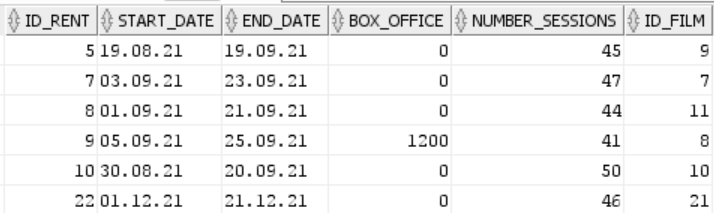 ID_RENT START_DATE END_DATE BOX_OFFICE NUMBER_SESSIONS ID_FILM
5 19.08.21 19.09.21 0 45 9
7 03.09.21 23.09.21 0 47 7
8 01.09.21 21.09.21 0 44 11
9 05.09.21 25.09.21 1200 41 8
10 30.08.21 20.09.21 0 50 10
22 01.12.21 21.12.21 0 46 21